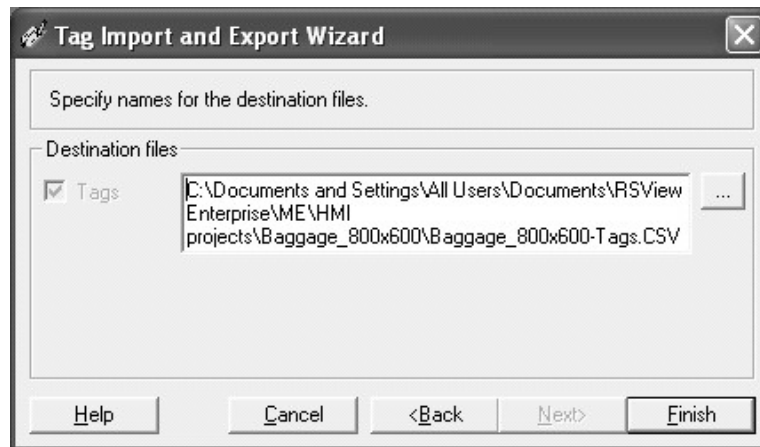 Tag Import and Export Wizard
Specify names for the destination files.
Destination files
Tags
C:\Documents and Settings\All Users\Documents\RSView
Enterprise\ME\HMI
projects\Baggage_800x600\Baggage_800x600-Tags.CSV
...
Help Cancel <Back Next> Finish